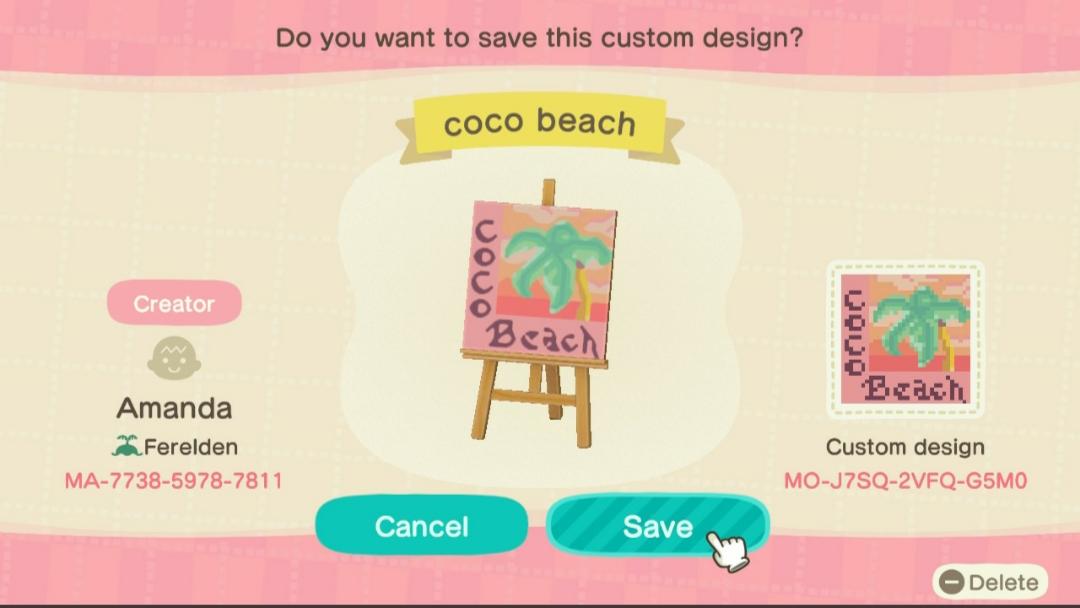 Do you want to save this custom design?
coco beach
COCO
Beach
Creator
Amanda
Ferelden
MA-7738-5978-7811
COCO
Beach
Custom design
MO-J7SQ-2VFQ-G5M0
Cancel
Save
Delete